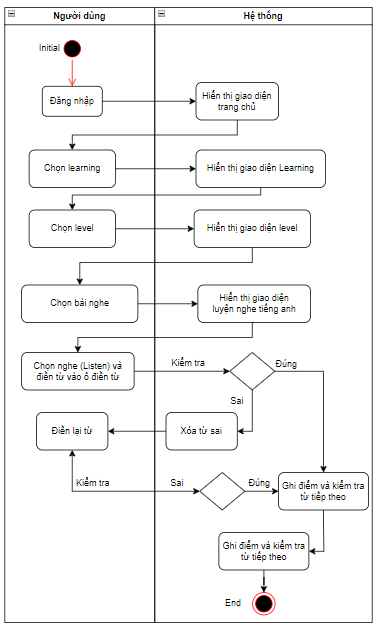 Người dùng
Hệ thống
Initial
Đăng nhập
Hiển thị giao diện
trang chủ
Chọn learning
Hiển thị giao diện Learning
Chọn level
Hiển thị giao diện level
Chọn bài nghe
Hiển thị giao diện
luyện nghe tiếng anh
Chọn nghe (Listen) và
điền từ vào ô điền từ
Kiểm tra
Đúng
Sai
Điền lại từ
Xóa từ sai
Kiểm tra
Sai
Đúng
Ghi điểm và kiểm tra
từ tiếp theo
Ghi điểm và kiểm tra
từ tiếp theo
End